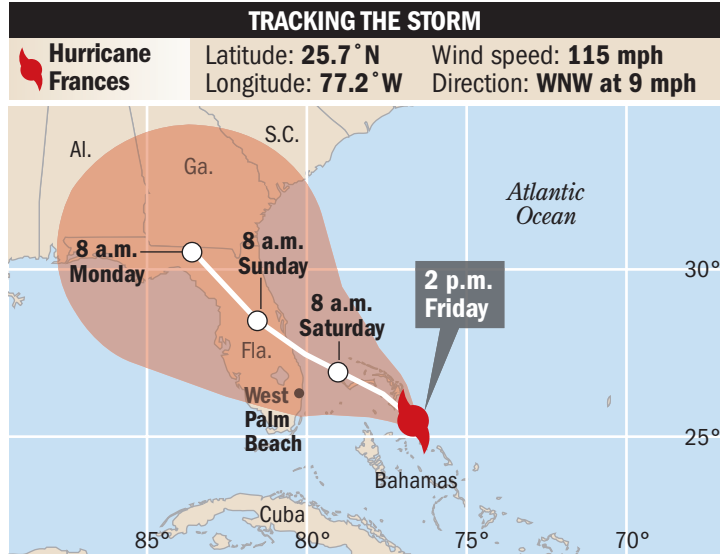 TRACKING THE STORM
Hurricane
Frances
Latitude: 25.7˚N
Longitude: 77.2˚W
Wind speed: 115 mph
Direction: WNW at 9 mph
Al.
Ga.
S.C.
Atlantic
Ocean
8 a.m.
Monday
8 a.m.
Sunday
8 a.m.
Saturday
2 p.m.
Friday
30°
Fla.
West
Palm
Beach
25°
Bahamas
Cuba
85°
80°
75°
70°